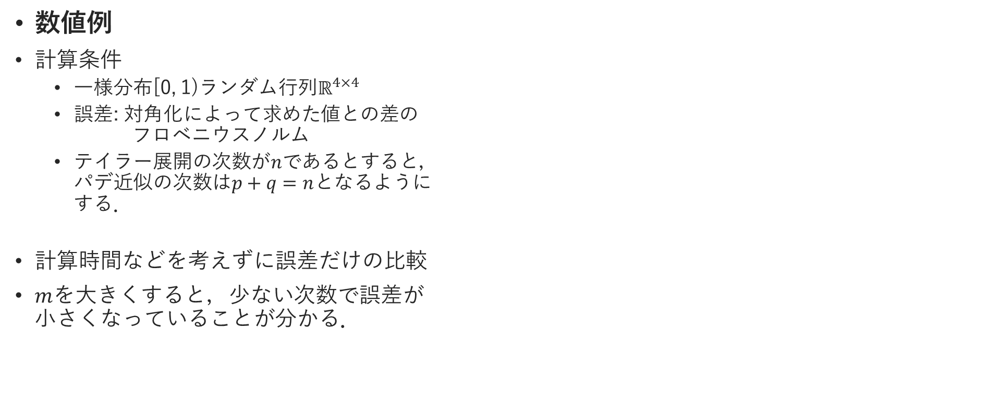 • 数値例
• 計算条件
• 一様分布[0, 1)ランダム行列ℝ^{4×4}
• 誤差: 対角化によって求めた値との差の
フロベニウスノルム
• テイラー展開の次数がnであるとすると,
パデ近似の次数はp + q = nとなるように
する.
• 計算時間などを考えずに誤差だけの比較
• mを大きくすると, 少ない次数で誤差が
小さくなっていることが分かる.